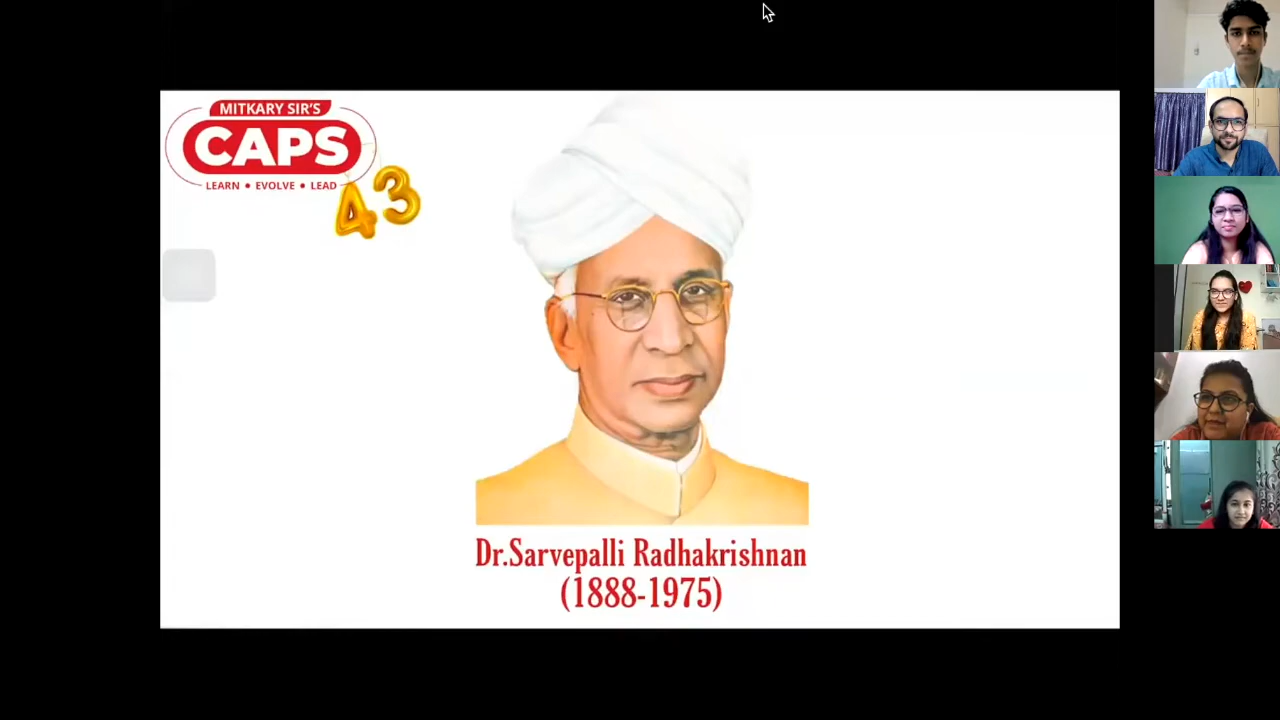 MITKARY SIR'S
CAPS
LEARN • EVOLVE • LEAD
43
Dr.Sarvepalli Radhakrishnan
(1888-1975)